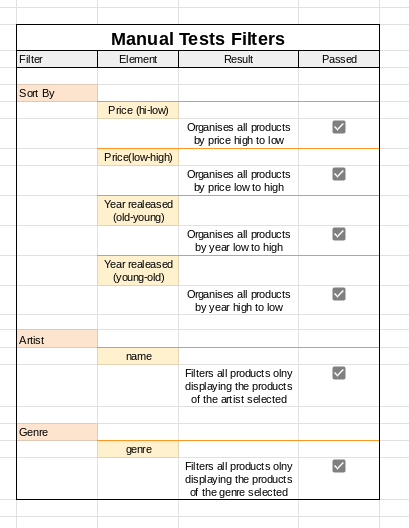 Manual Tests Filters
Filter Element Result Passed
Sort By
Price (hi-low)
Organises all products
by price high to low
Price(low-high)
Organises all products
by price low to high
Year realeased
(old-young)
Organises all products
by year low to high
Year realeased
(young-old)
Organises all products
by year high to low
Artist
name
Filters all products olny
displaying the products
of the artist selected
Genre
genre
Filters all products olny
displaying the products
of the genre selected